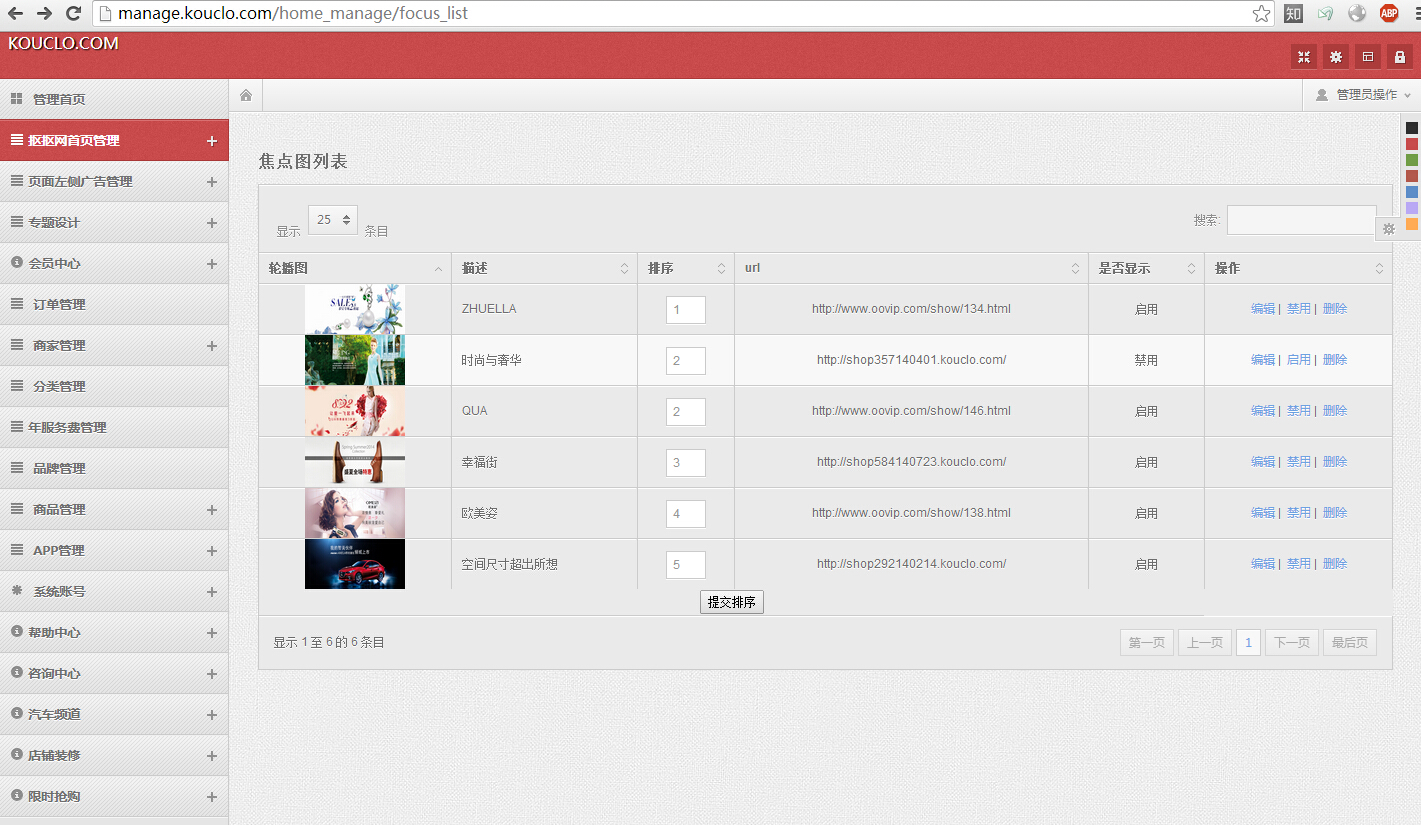 manage.kouclo.com/home_manage/focus_list
知
ABP
KOUCLO.COM
管理首页
管理员操作
抠抠网首页管理
页面左侧广告管理
专题设计
会员中心
订单管理
商家管理
分类管理
年服务费管理
品牌管理
商品管理
APP管理
系统账号
帮助中心
咨询中心
汽车频道
店铺装修
限时抢购
焦点图列表
显示 25 条目
搜索:
轮播图 描述 排序 url 是否显示 操作
SALE
ZHUELLA 1 http://www.oovip.com/show/134.html 启用 编辑 | 禁用 | 删除
时尚与奢华 2 http://shop357140401.kouclo.com/ 禁用 编辑 | 启用 | 删除
QUA 2 http://www.oovip.com/show/146.html 启用 编辑 | 禁用 | 删除
盛夏全场特惠
幸福街 3 http://shop584140723.kouclo.com/ 启用 编辑 | 禁用 | 删除
欧美姿 4 http://www.oovip.com/show/138.html 启用 编辑 | 禁用 | 删除
空间尺寸超出所想 5 http://shop292140214.kouclo.com/ 启用 编辑 | 禁用 | 删除
提交排序
显示 1 至 6 的 6 条目
第一页 上一页 1 下一页 最后页